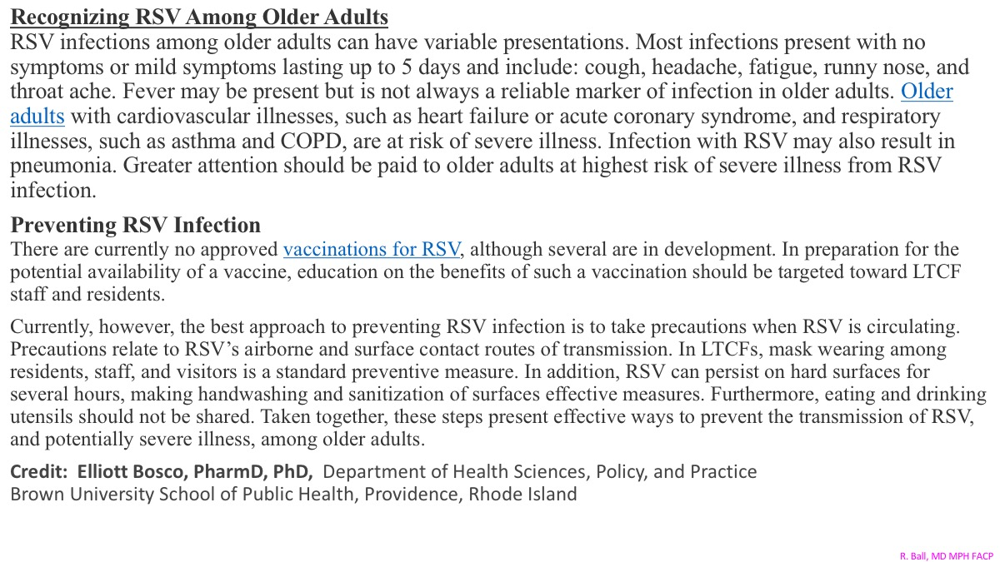 Recognizing RSV Among Older Adults
RSV infections among older adults can have variable presentations. Most infections present with no
symptoms or mild symptoms lasting up to 5 days and include: cough, headache, fatigue, runny nose, and
throat ache. Fever may be present but is not always a reliable marker of infection in older adults. Older
adults with cardiovascular illnesses, such as heart failure or acute coronary syndrome, and respiratory
illnesses, such as asthma and COPD, are at risk of severe illness. Infection with RSV may also result in
pneumonia. Greater attention should be paid to older adults at highest risk of severe illness from RSV
infection.
Preventing RSV Infection
There are currently no approved vaccinations for RSV, although several are in development. In preparation for the
potential availability of a vaccine, education on the benefits of such a vaccination should be targeted toward LTCF
staff and residents.
Currently, however, the best approach to preventing RSV infection is to take precautions when RSV is circulating.
Precautions relate to RSV’s airborne and surface contact routes of transmission. In LTCFs, mask wearing among
residents, staff, and visitors is a standard preventive measure. In addition, RSV can persist on hard surfaces for
several hours, making handwashing and sanitization of surfaces effective measures. Furthermore, eating and drinking
utensils should not be shared. Taken together, these steps present effective ways to prevent the transmission of RSV,
and potentially severe illness, among older adults.
Credit: Elliott Bosco, PharmD, PhD, Department of Health Sciences, Policy, and Practice
Brown University School of Public Health, Providence, Rhode Island
R. Ball, MD MPH FACP